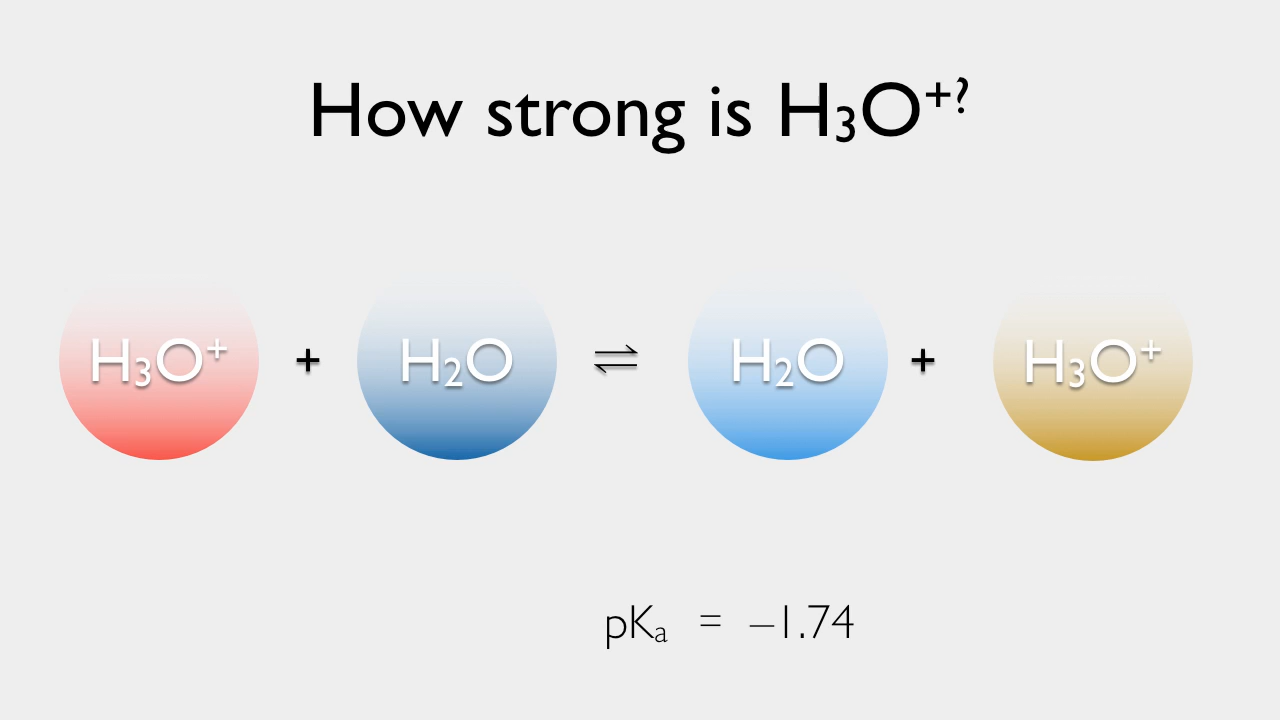 How strong is H₃O⁺?
H₃O⁺ + H₂O ⇌ H₂O + H₃O⁺
pKₐ = –1.74